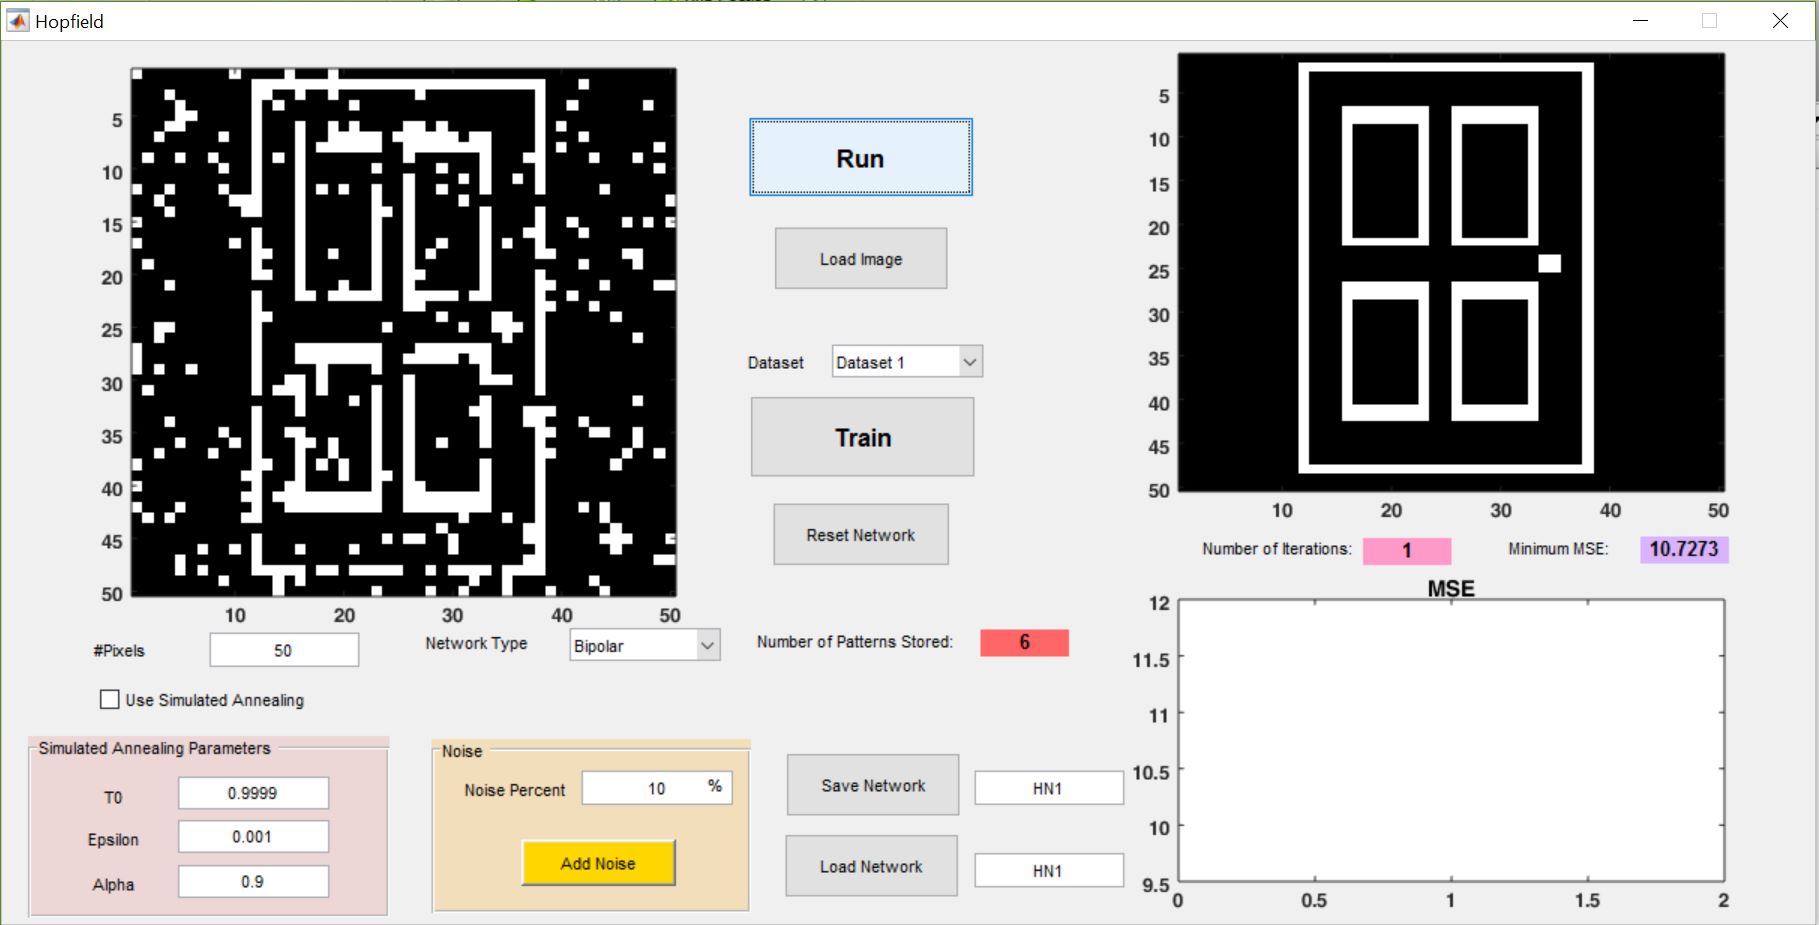 Hopfield
5
10
15
20
25
30
35
40
45
50
10 20 30 40 50
#Pixels 50
Network Type Bipolar
Use Simulated Annealing
Simulated Annealing Parameters
T0 0.9999
Epsilon 0.001
Alpha 0.9
Noise
Noise Percent 10 %
Add Noise
Run
Load Image
Dataset Dataset 1
Train
Reset Network
Number of Patterns Stored: 6
Save Network HN1
Load Network HN1
5
10
15
20
25
30
35
40
45
50
10 20 30 40 50
Number of Iterations: 1 Minimum MSE: 10.7273
MSE
12
11.5
11
10.5
10
9.5
0 0.5 1 1.5 2